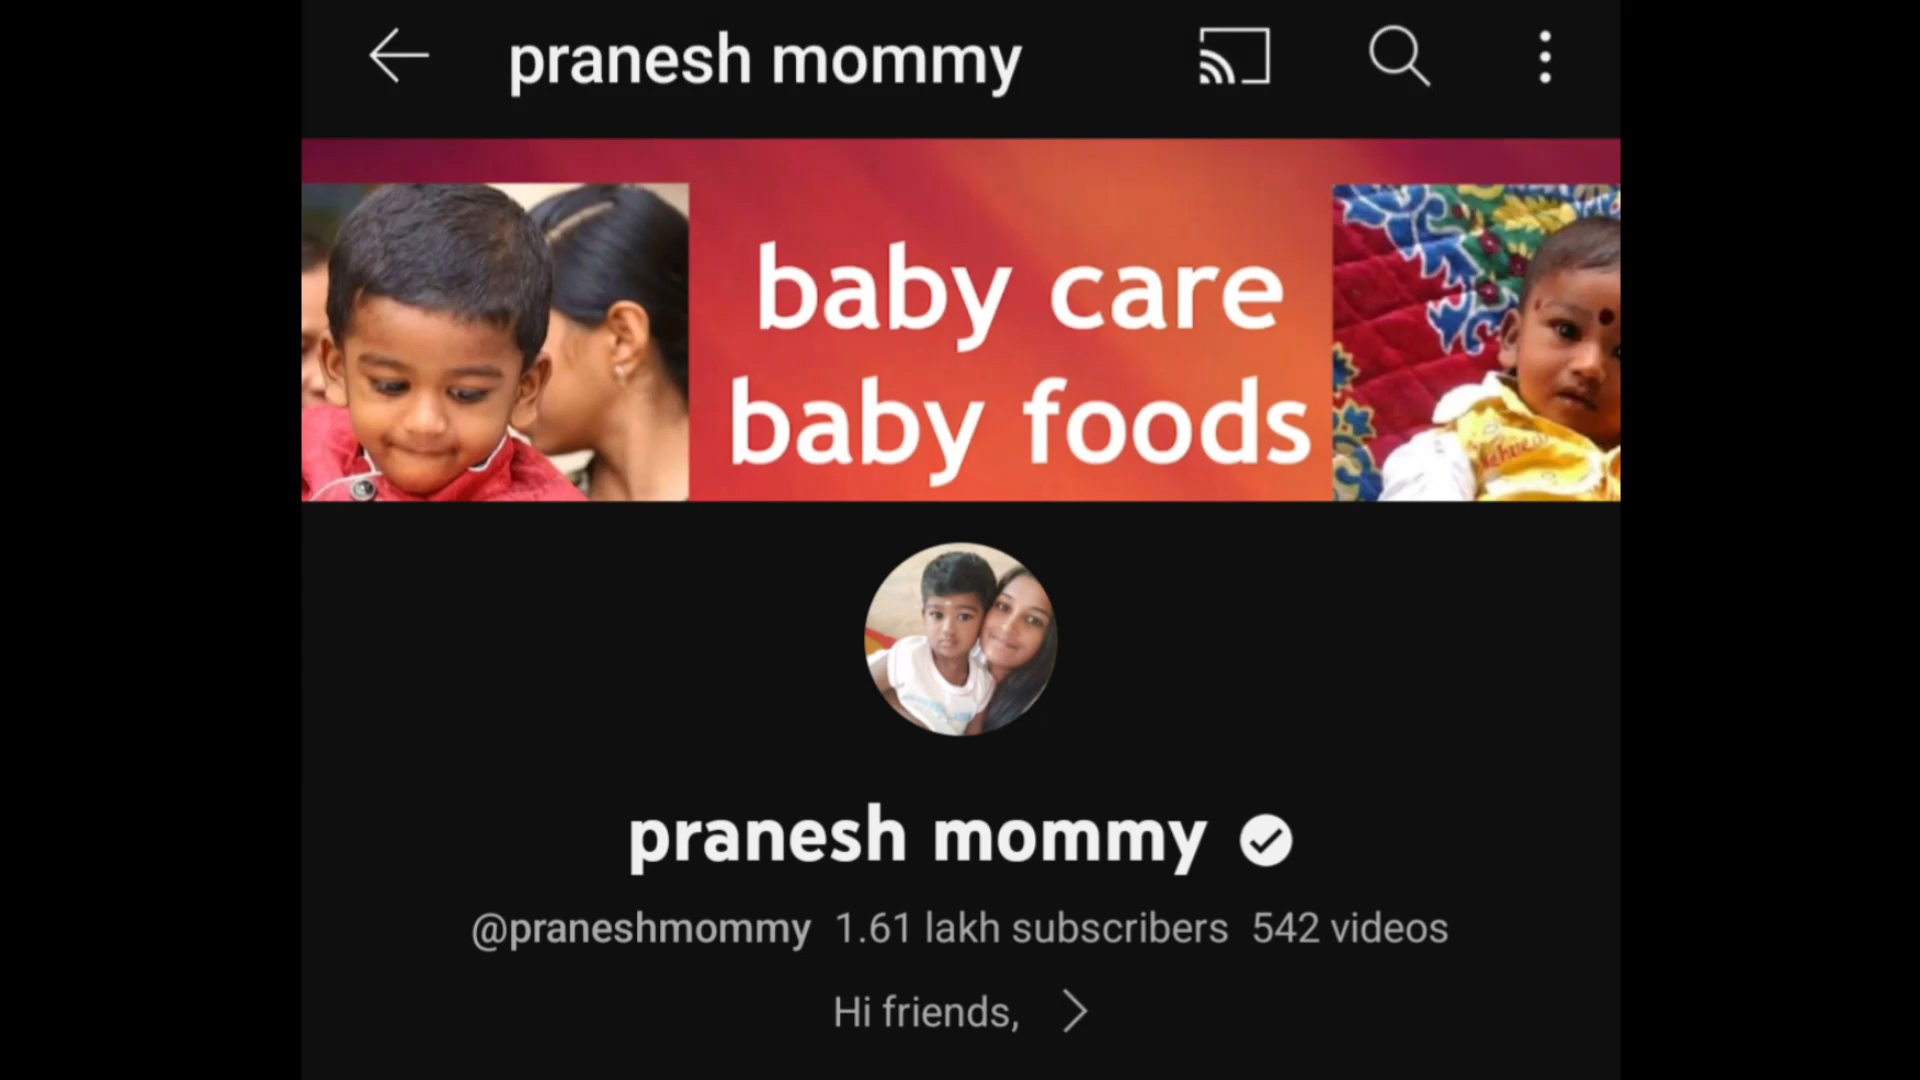 pranesh mommy
baby care
baby foods
pranesh mommy
@praneshmommy 1.61 lakh subscribers 542 videos
Hi friends,